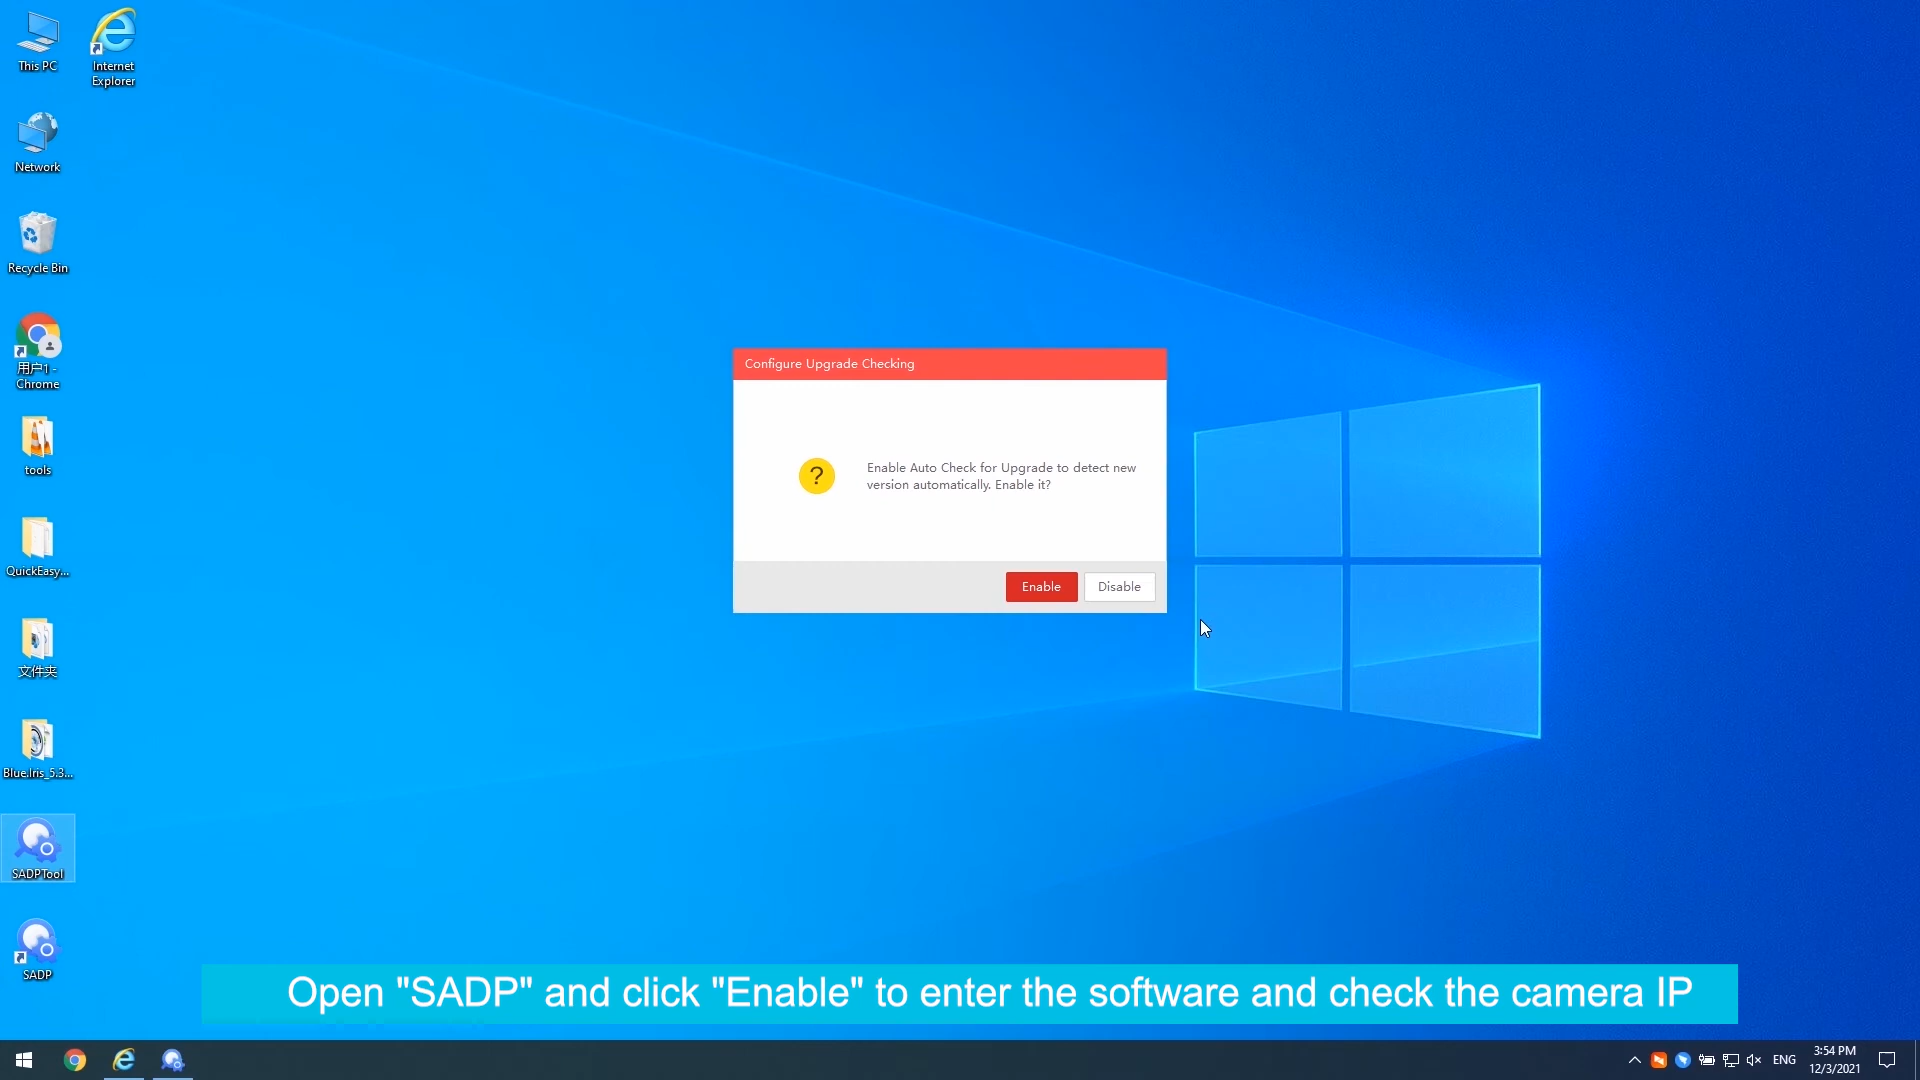 This PC
Internet
Explorer
Network
Recycle Bin
用户1 -
Chrome
tools
QuickEasy...
文件夹
Blue.Iris_5.3...
SADPTool
SADP
Configure Upgrade Checking
?
Enable Auto Check for Upgrade to detect new
version automatically. Enable it?
Enable
Disable
Open "SADP" and click "Enable" to enter the software and check the camera IP
ENG
3:54 PM
12/3/2021